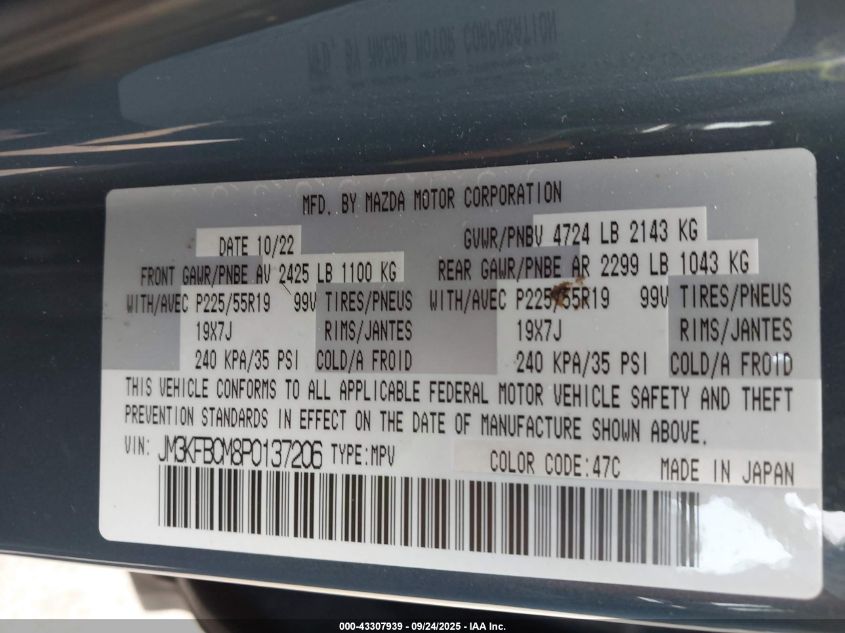 MFD. BY MAZDA MOTOR CORPORATION
DATE 10/22 GVWR/PNBV 4724 LB 2143 KG
FRONT GAWR/PNBE AV 2425 LB 1100 KG REAR GAWR/PNBE AR 2299 LB 1043 KG
WITH/AVEC P225/55R19 99V TIRES/PNEUS WITH/AVEC P225/55R19 99V TIRES/PNEUS
19X7J RIMS/JANTES 19X7J RIMS/JANTES
240 KPA/35 PSI COLD/A FROID 240 KPA/35 PSI COLD/A FROID
THIS VEHICLE CONFORMS TO ALL APPLICABLE FEDERAL MOTOR VEHICLE SAFETY AND THEFT
PREVENTION STANDARDS IN EFFECT ON THE DATE OF MANUFACTURE SHOWN ABOVE.
VIN: JM3KFBCM8P0137206 TYPE:MPV COLOR CODE:47C MADE IN JAPAN
000-43307939 - 09/24/2025 - IAA Inc.